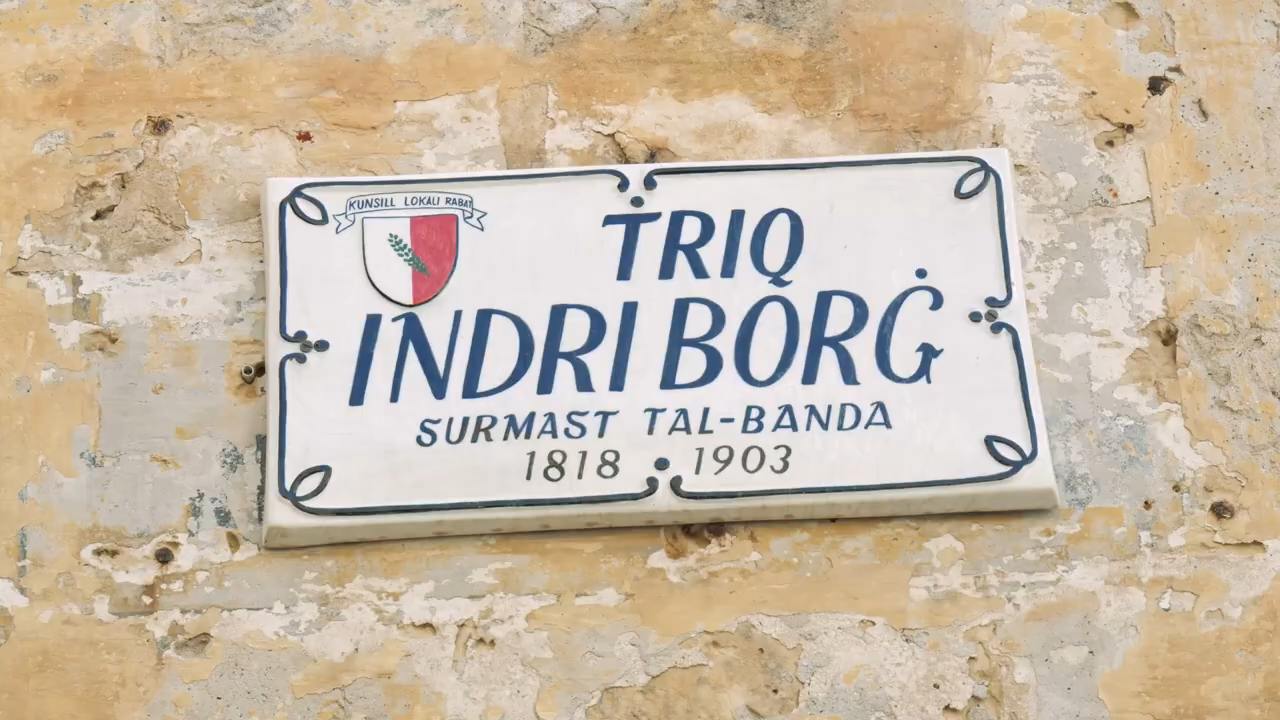 KUNSILL LOKALI RABAT
TRIQ
INDRI BORĠ
SURMAST TAL-BANDA
1818 • 1903